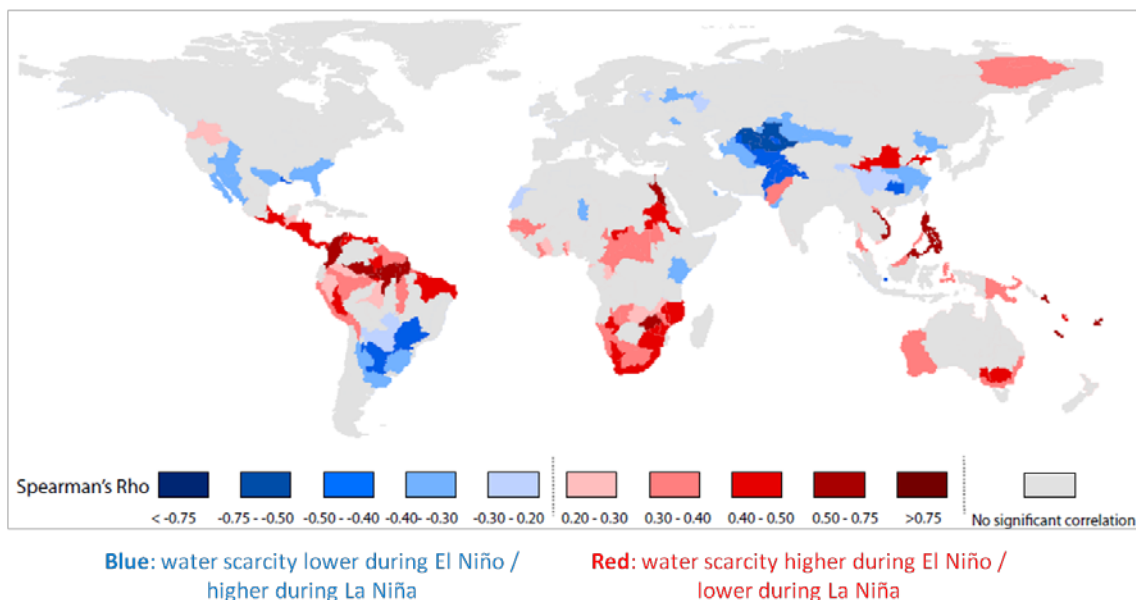 Spearman's Rho
< -0.75
-0.75 - -0.50
-0.50 - -0.40
-0.40- -0.30
-0.30 - 0.20
0.20 - 0.30
0.30 - 0.40
0.40 - 0.50
0.50 - 0.75
>0.75
No significant correlation
Blue: water scarcity lower during El Niño /
higher during La Niña
Red: water scarcity higher during El Niño /
lower during La Niña